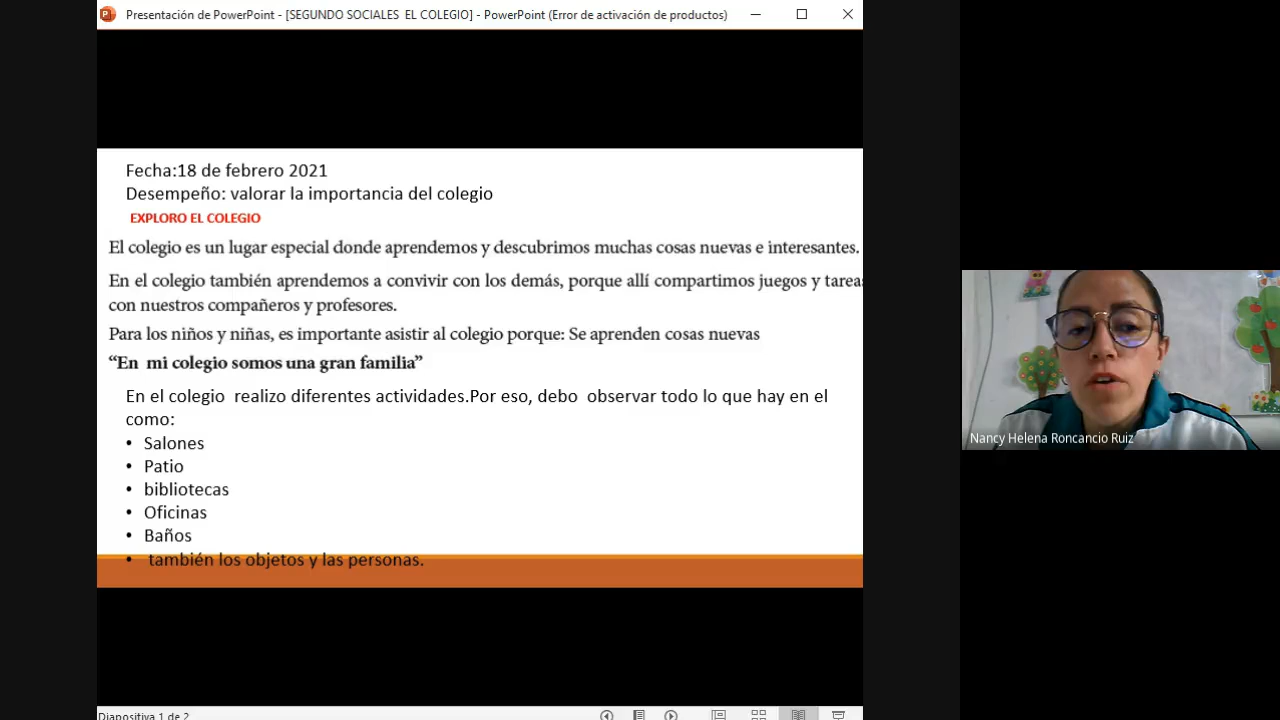 Presentación de PowerPoint - [SEGUNDO SOCIALES  EL COLEGIO] - PowerPoint (Error de activación de productos)
Fecha:18 de febrero 2021
Desempeño: valorar la importancia del colegio
EXPLORO EL COLEGIO
El colegio es un lugar especial donde aprendemos y descubrimos muchas cosas nuevas e interesantes.
En el colegio también aprendemos a convivir con los demás, porque allí compartimos juegos y tareas
con nuestros compañeros y profesores.
Para los niños y niñas, es importante asistir al colegio porque: Se aprenden cosas nuevas
“En  mi colegio somos una gran familia”
En el colegio  realizo diferentes actividades.Por eso, debo  observar todo lo que hay en el
como:
• Salones
• Patio
• bibliotecas
• Oficinas
• Baños
• también los objetos y las personas.
Nancy Helena Roncancio Ruiz
Diapositiva 1 de 2